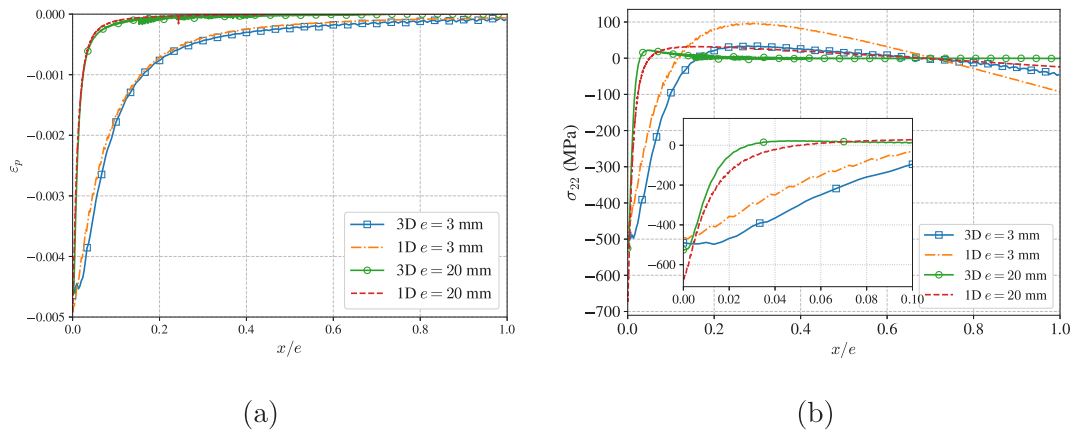 0.000
−0.001
−0.002
−0.003
−0.004
−0.005
εp
0.0 0.2 0.4 0.6 0.8 1.0
x/e
3D e = 3 mm
1D e = 3 mm
3D e = 20 mm
1D e = 20 mm
(a)
100
0
−100
−200
−300
−400
−500
−600
−700
σ22 (MPa)
0
−200
−400
−600
0.00 0.02 0.04 0.06 0.08 0.10
3D e = 3 mm
1D e = 3 mm
3D e = 20 mm
1D e = 20 mm
0.0 0.2 0.4 0.6 0.8 1.0
x/e
(b)